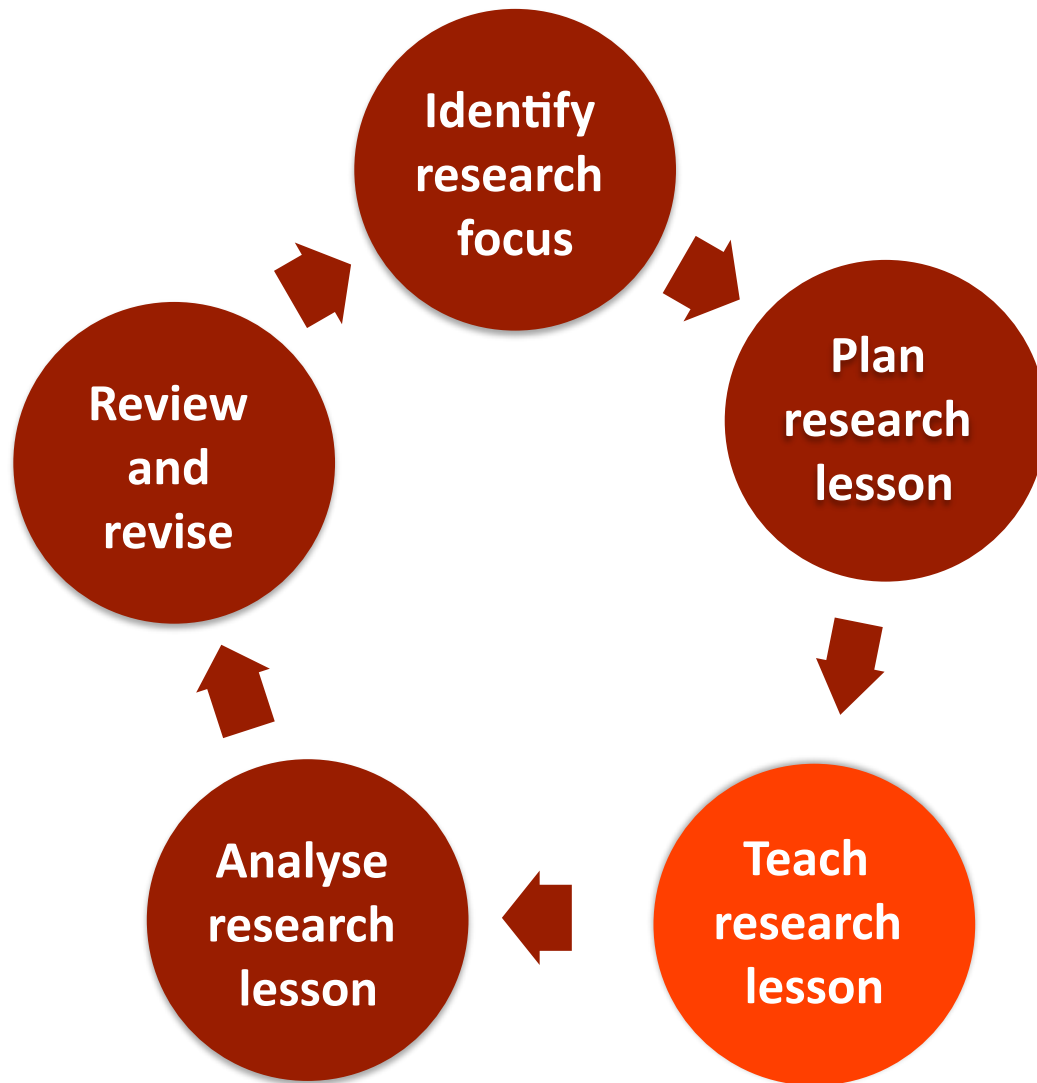 Identify
research
focus
Plan
research
lesson
Teach
research
lesson
Analyse
research
lesson
Review
and
revise